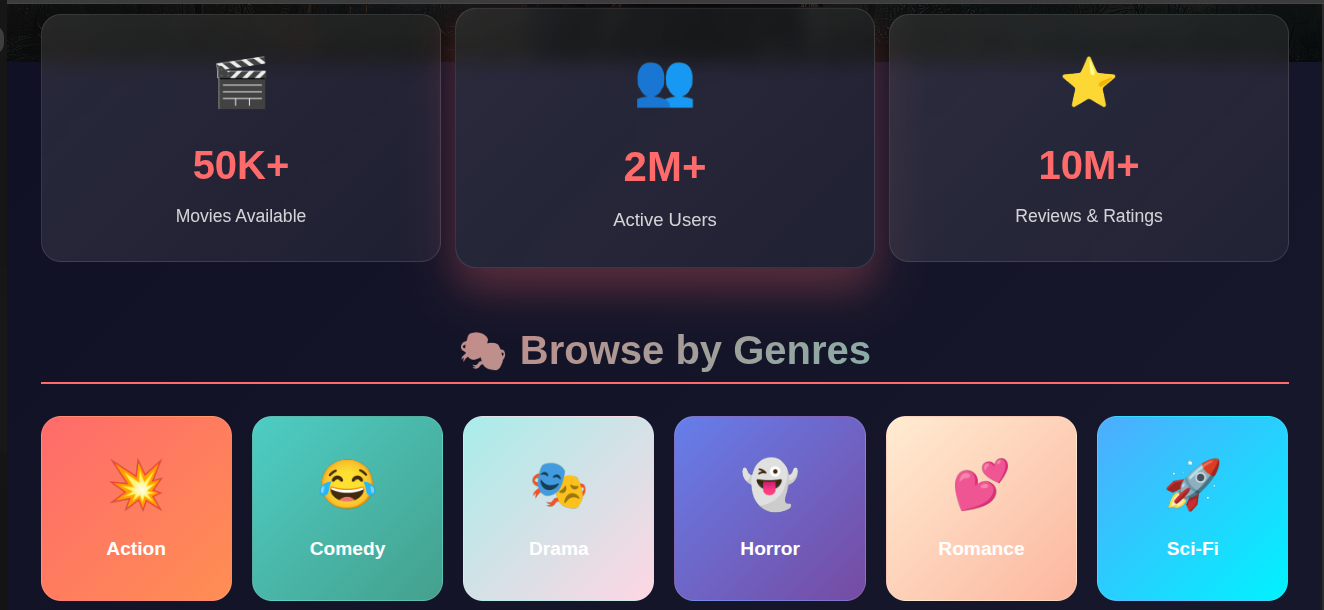 50K+
2M+
10M+
Movies Available
Active Users
Reviews & Ratings
Browse by Genres
Action
Comedy
Drama
Horror
Romance
Sci-Fi